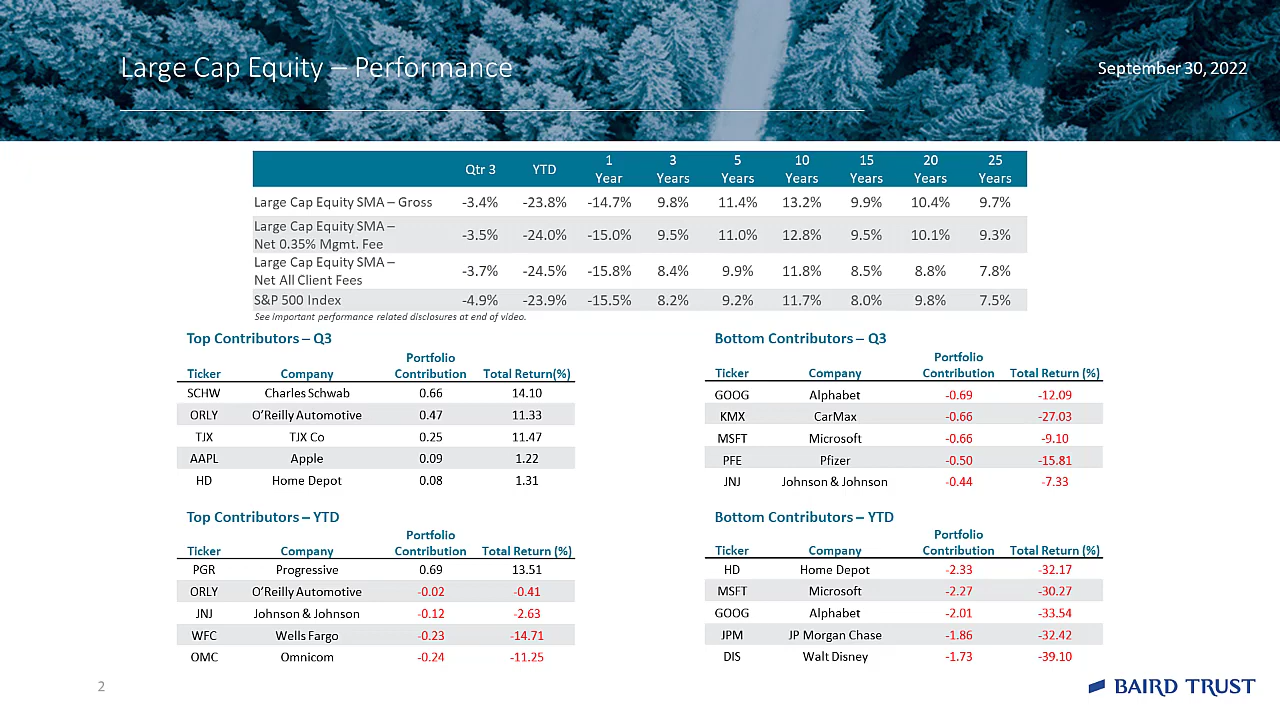 Large Cap Equity – Performance
September 30, 2022
Qtr 3 YTD 1 Year 3 Years 5 Years 10 Years 15 Years 20 Years 25 Years
Large Cap Equity SMA – Gross -3.4% -23.8% -14.7% 9.8% 11.4% 13.2% 9.9% 10.4% 9.7%
Large Cap Equity SMA –
Net 0.35% Mgmt. Fee -3.5% -24.0% -15.0% 9.5% 11.0% 12.8% 9.5% 10.1% 9.3%
Large Cap Equity SMA –
Net All Client Fees -3.7% -24.5% -15.8% 8.4% 9.9% 11.8% 8.5% 8.8% 7.8%
S&P 500 Index -4.9% -23.9% -15.5% 8.2% 9.2% 11.7% 8.0% 9.8% 7.5%
See important performance related disclosures at end of video.
Top Contributors – Q3
Ticker Company Portfolio Contribution Total Return(%)
SCHW Charles Schwab 0.66 14.10
ORLY O'Reilly Automotive 0.47 11.33
TJX TJX Co 0.25 11.47
AAPL Apple 0.09 1.22
HD Home Depot 0.08 1.31
Bottom Contributors – Q3
Ticker Company Portfolio Contribution Total Return (%)
GOOG Alphabet -0.69 -12.09
KMX CarMax -0.66 -27.03
MSFT Microsoft -0.66 -9.10
PFE Pfizer -0.50 -15.81
JNJ Johnson & Johnson -0.44 -7.33
Top Contributors – YTD
Ticker Company Portfolio Contribution Total Return (%)
PGR Progressive 0.69 13.51
ORLY O'Reilly Automotive -0.02 -0.41
JNJ Johnson & Johnson -0.12 -2.63
WFC Wells Fargo -0.23 -14.71
OMC Omnicom -0.24 -11.25
Bottom Contributors – YTD
Ticker Company Portfolio Contribution Total Return (%)
HD Home Depot -2.33 -32.17
MSFT Microsoft -2.27 -30.27
GOOG Alphabet -2.01 -33.54
JPM JP Morgan Chase -1.86 -32.42
DIS Walt Disney -1.73 -39.10
2
BAIRD TRUST